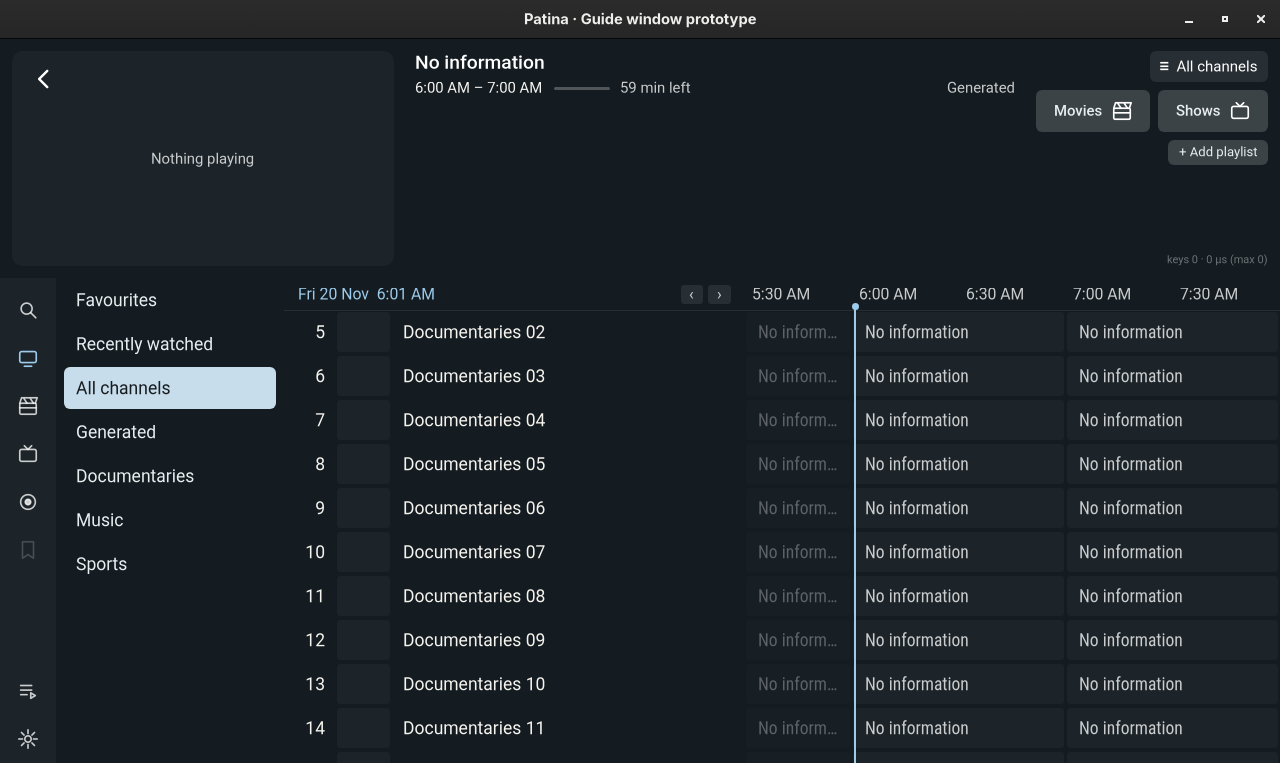 Patina · Guide window prototype
Nothing playing
No information
6:00 AM – 7:00 AM 59 min left Generated
All channels
Movies Shows
+ Add playlist
keys 0 · 0 µs (max 0)
Favourites
Recently watched
All channels
Generated
Documentaries
Music
Sports
Fri 20 Nov 6:01 AM ‹ › 5:30 AM 6:00 AM 6:30 AM 7:00 AM 7:30 AM
5 Documentaries 02 No inform… No information No information
6 Documentaries 03 No inform… No information No information
7 Documentaries 04 No inform… No information No information
8 Documentaries 05 No inform… No information No information
9 Documentaries 06 No inform… No information No information
10 Documentaries 07 No inform… No information No information
11 Documentaries 08 No inform… No information No information
12 Documentaries 09 No inform… No information No information
13 Documentaries 10 No inform… No information No information
14 Documentaries 11 No inform… No information No information